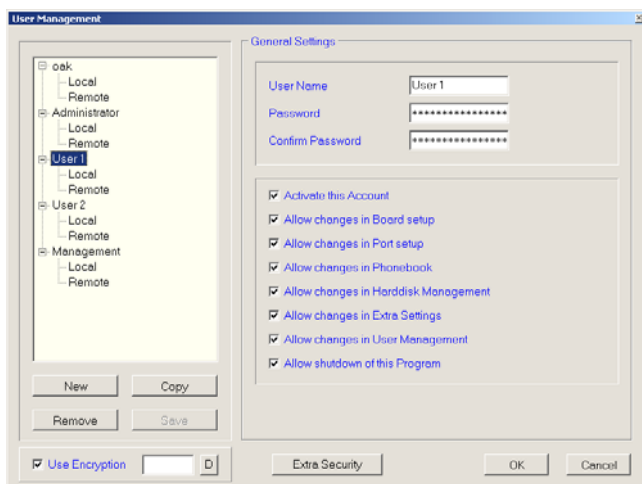 User Management
oak
Local
Remote
Administrator
Local
Remote
User 1
Local
Remote
User 2
Local
Remote
Management
Local
Remote
New
Copy
Remove
Save
Use Encryption
D
General Settings
User Name
User 1
Password
****************
Confirm Password
****************
Activate this Account
Allow changes in Board setup
Allow changes in Port setup
Allow changes in Phonebook
Allow changes in Harddisk Management
Allow changes in Extra Settings
Allow changes in User Management
Allow shutdown of this Program
Extra Security
OK
Cancel